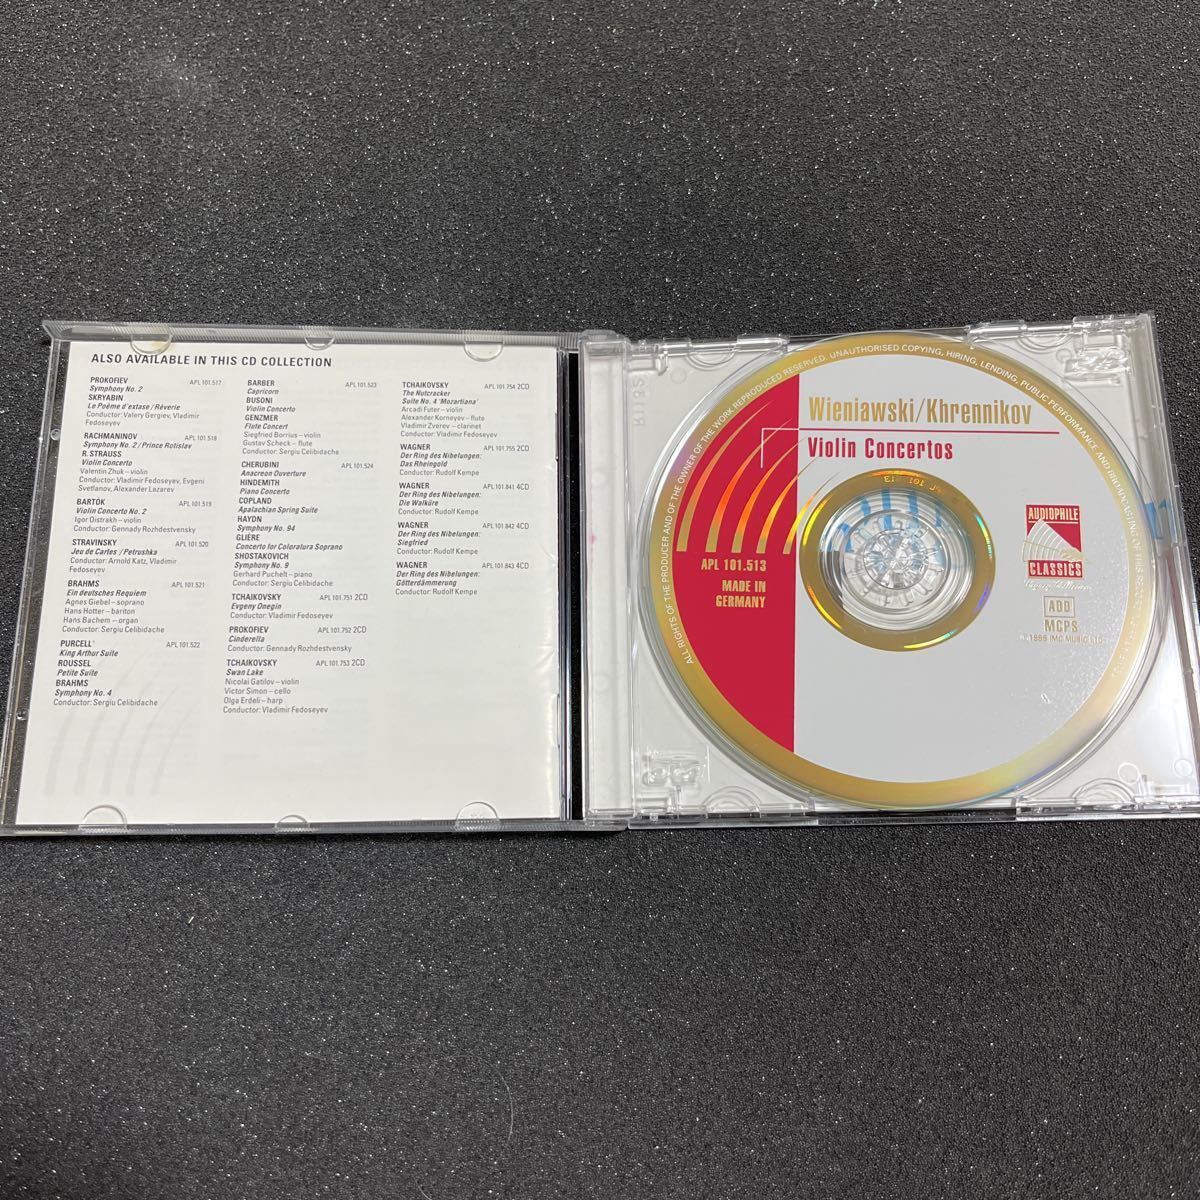 ALSO AVAILABLE IN THIS CD COLLECTION
PROKOFIEV APL 101.517
Symphony No. 2
SKRYABIN
Le Poème d'extase / Rêverie
Conductor: Valery Gergiev, Vladimir
Fedoseyev
RACHMANINOV APL 101.518
Symphony No. 2 / Prince Rotislav
R. STRAUSS
Violin Concerto
Valentin Zhuk – violin
Conductor: Vladimir Fedoseyev, Evgeni
Svetlanov, Alexander Lazarev
BARTÓK APL 101.519
Violin Concerto No. 2
Igor Oistrakh – violin
Conductor: Gennady Rozhdestvensky
STRAVINSKY APL 101.520
Jeu de Cartes / Petrushka
Conductor: Arnold Katz, Vladimir
Fedoseyev
BRAHMS APL 101.521
Ein deutsches Requiem
Agnes Giebel – soprano
Hans Hotter – bariton
Hans Bachem – organ
Conductor: Sergiu Celibidache
PURCELL APL 101.522
King Arthur Suite
ROUSSEL
Petite Suite
BRAHMS
Symphony No. 4
Conductor: Sergiu Celibidache
BARBER APL 101.523
Capricorn
BUSONI
Violin Concerto
GENZMER
Flute Concert
Siegfried Borrius – violin
Gustav Scheck – flute
Conductor: Sergiu Celibidache
CHERUBINI APL 101.524
Anacreon Ouverture
HINDEMITH
Piano Concerto
COPLAND
Apalachian Spring Suite
HAYDN
Symphony No. 94
GLIÈRE
Concerto for Coloratura Soprano
SHOSTAKOVICH
Symphony No. 9
Gerhard Puchelt – piano
Conductor: Sergiu Celibidache
TCHAIKOVSKY APL 101.751 2CD
Evgeny Onegin
Conductor: Vladimir Fedoseyev
PROKOFIEV APL 101.752 2CD
Cinderella
Conductor: Gennady Rozhdestvensky
TCHAIKOVSKY APL 101.753 2CD
Swan Lake
Nicolai Gatilov – violin
Victor Simon – cello
Olga Erdeli – harp
Conductor: Vladimir Fedoseyev
TCHAIKOVSKY APL 101.754 2CD
The Nutcracker
Suite No. 4 'Mozartiana'
Arcadi Futer – violin
Alexander Korneyev – flute
Vladimir Zverev – clarinet
Conductor: Vladimir Fedoseyev
WAGNER APL 101.755 2CD
Der Ring des Nibelungen:
Das Rheingold
Conductor: Rudolf Kempe
WAGNER APL 101.841 4CD
Der Ring des Nibelungen:
Die Walküre
Conductor: Rudolf Kempe
WAGNER APL 101.842 4CD
Der Ring des Nibelungen:
Siegfried
Conductor: Rudolf Kempe
WAGNER APL 101.843 4CD
Der Ring des Nibelungen:
Götterdämmerung
Conductor: Rudolf Kempe
ALL RIGHTS OF THE PRODUCER AND OF THE OWNER OF THE WORK REPRODUCED RESERVED. UNAUTHORISED COPYING, HIRING, LENDING, PUBLIC PERFORMANCE AND BROADCASTING OF THIS
Wieniawski/Khrennikov
Violin Concertos
APL 101.513
MADE IN
GERMANY
AUDIOPHILE
CLASSICS
ADD
MCPS
IMC MUSIC